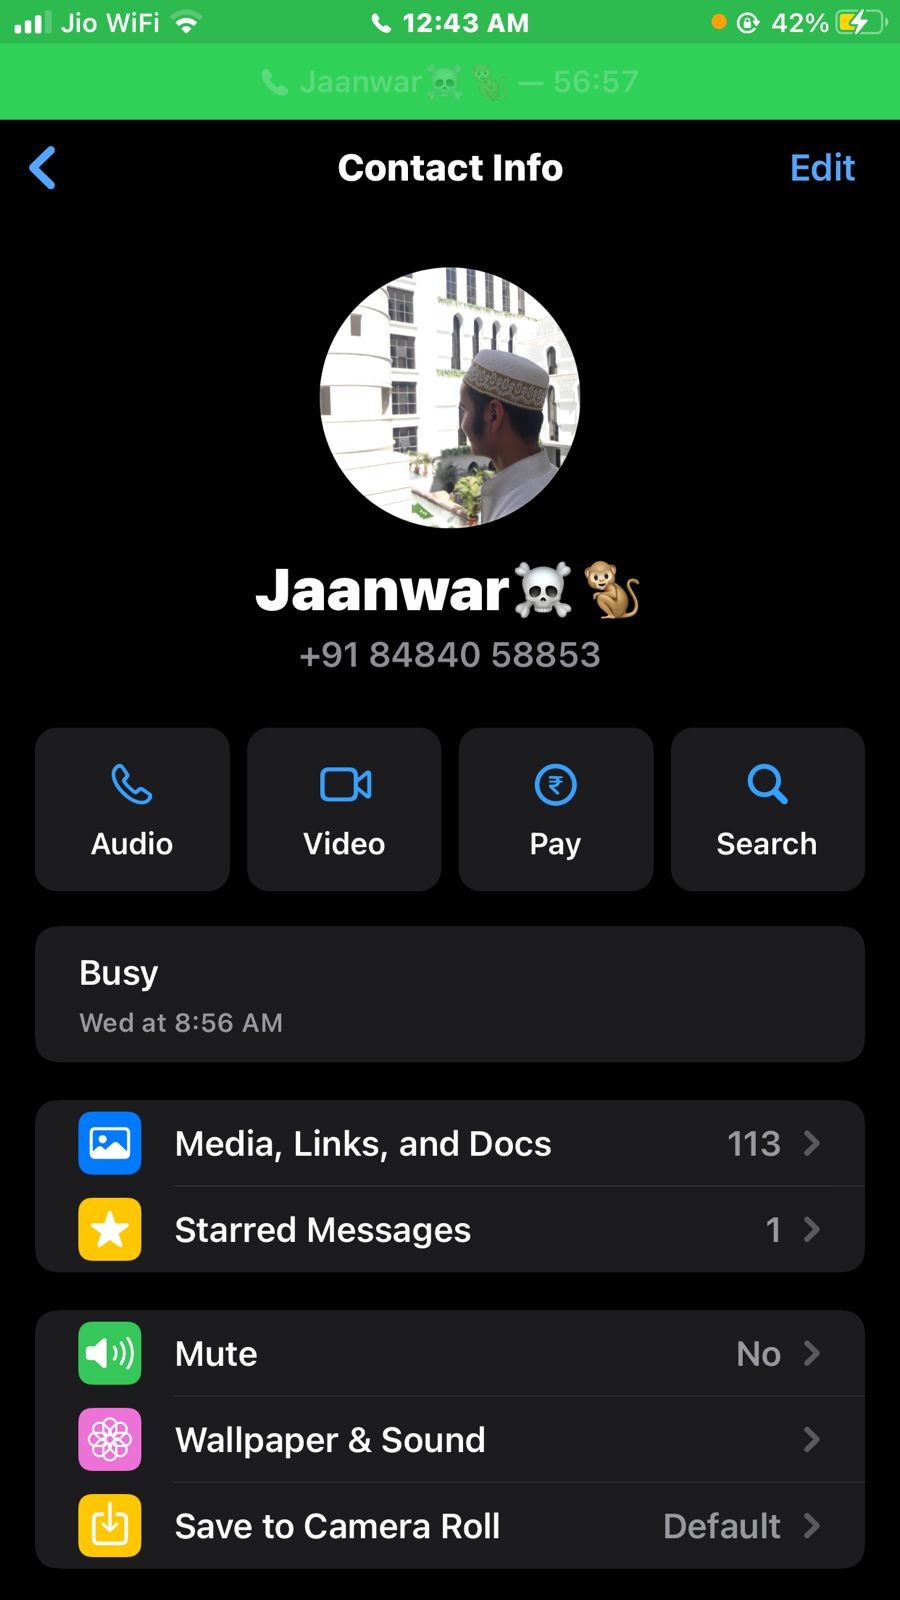 Jio WiFi 12:43 AM 42%
Jaanwar☠️🐒 — 56:57
Contact Info Edit
Jaanwar☠️🐒
+91 84840 58853
Audio Video Pay Search
Busy
Wed at 8:56 AM
Media, Links, and Docs 113
Starred Messages 1
Mute No
Wallpaper & Sound
Save to Camera Roll Default